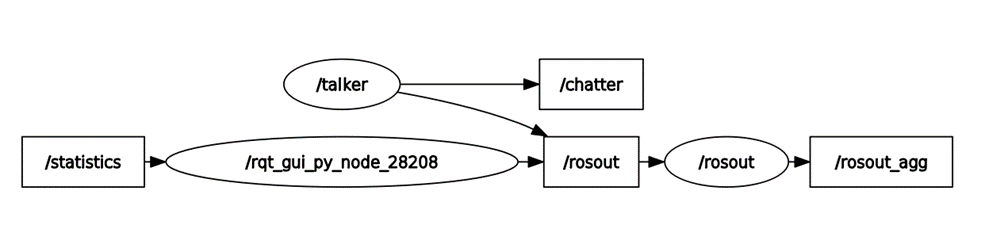 /talker
/chatter
/statistics
/rqt_gui_py_node_28208
/rosout
/rosout
/rosout_agg